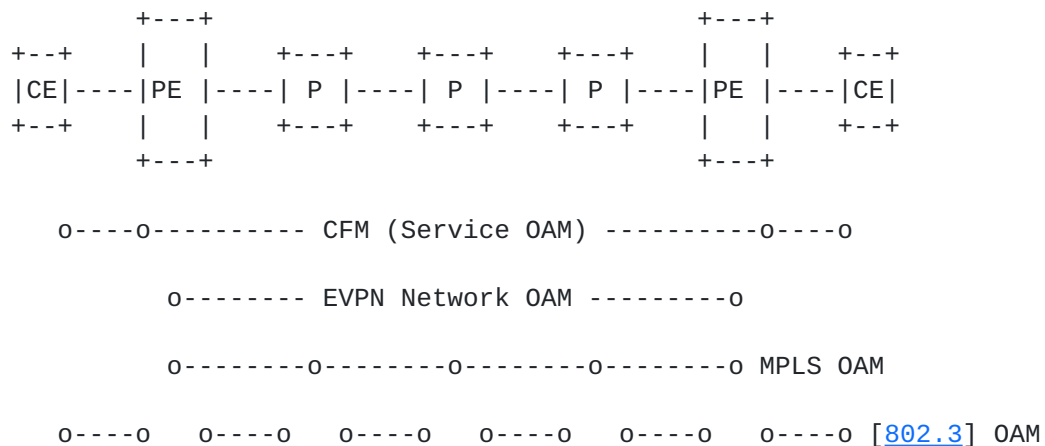 +---+                               +---+
+--+     |   |    +---+    +---+    +---+    |   |    +--+
|CE|----|PE |----| P |----| P |----| P |----|PE |----|CE|
+--+     |   |    +---+    +---+    +---+    |   |    +--+
         +---+                               +---+
o----o---------- CFM (Service OAM) ----------o----o
o-------- EVPN Network OAM ---------o
o--------o--------o--------o--------o MPLS OAM
o----o   o----o   o----o   o----o   o----o   o----o [802.3] OAM